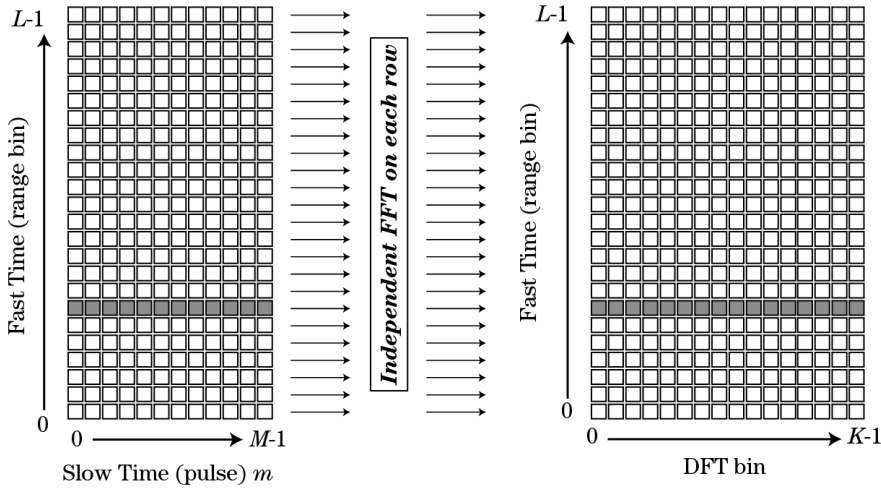 L-1
Fast Time (range bin)
0
0
M-1
Slow Time (pulse) m
Independent FFT on each row
L-1
Fast Time (range bin)
0
0
K-1
DFT bin